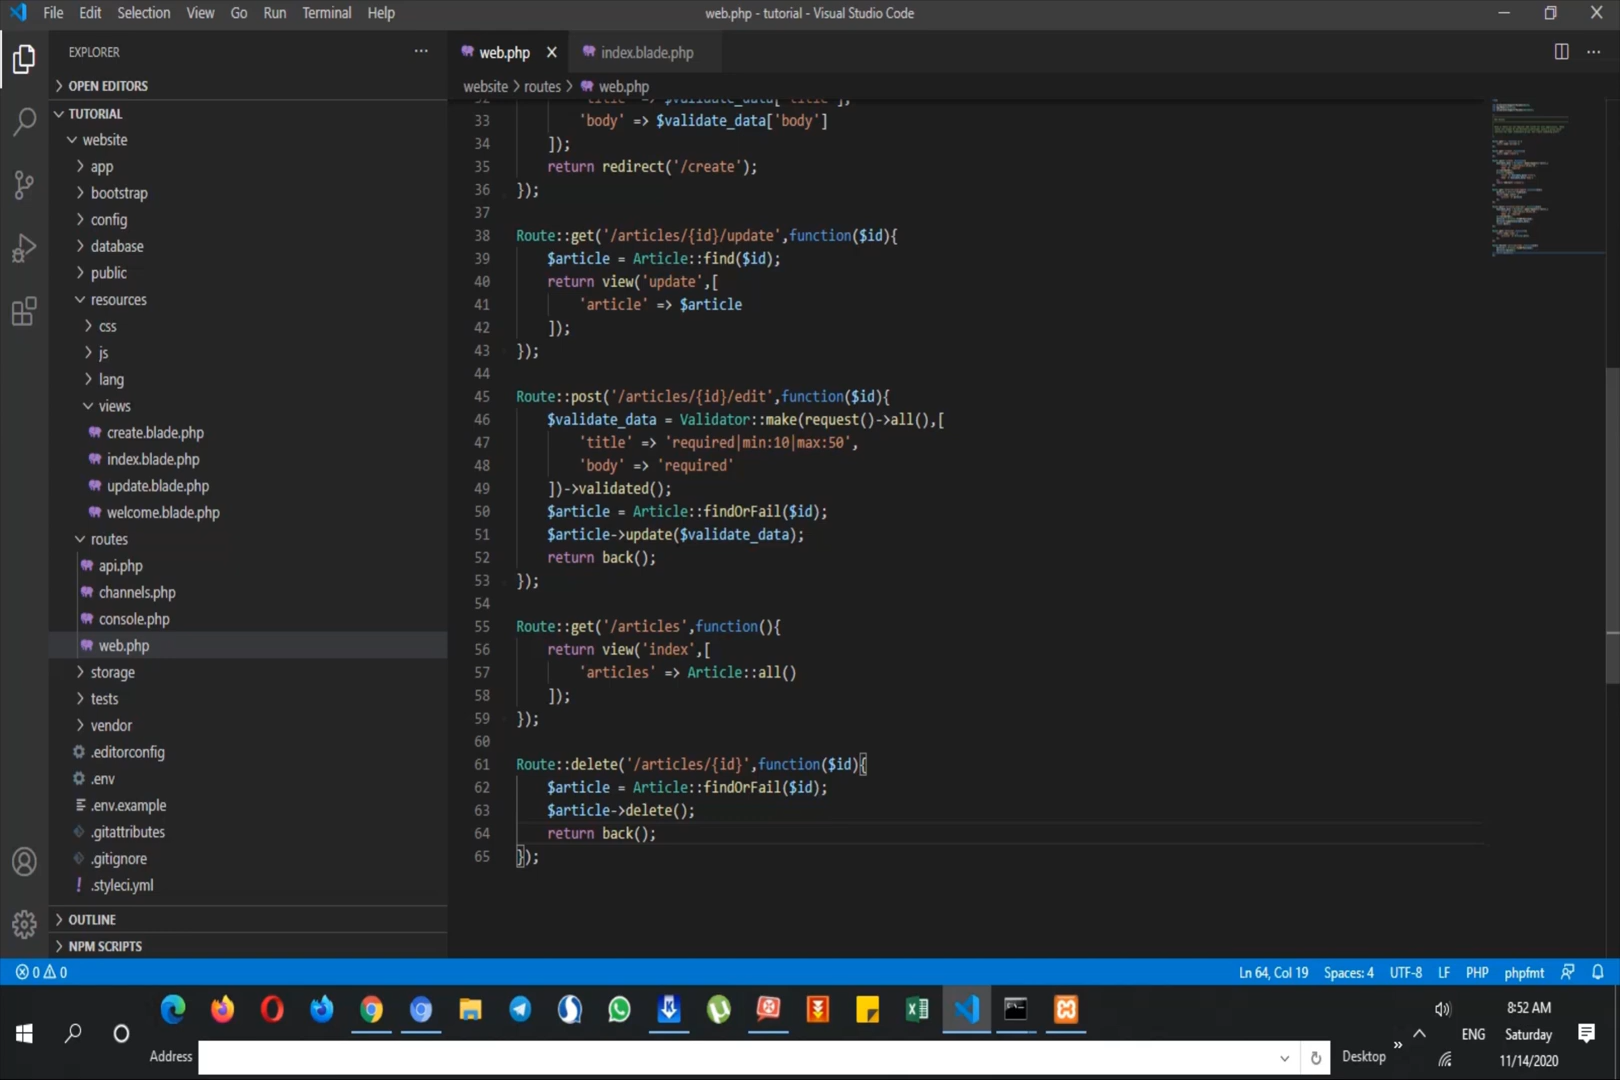 File Edit Selection View Go Run Terminal Help
web.php - tutorial - Visual Studio Code
EXPLORER
OPEN EDITORS
TUTORIAL
website
app
bootstrap
config
database
public
resources
css
js
lang
views
create.blade.php
index.blade.php
update.blade.php
welcome.blade.php
routes
api.php
channels.php
console.php
web.php
storage
tests
vendor
.editorconfig
.env
.env.example
.gitattributes
.gitignore
.styleci.yml
OUTLINE
NPM SCRIPTS
web.php index.blade.php
website > routes > web.php
32 'title' => $validate_data['title'],
33 'body' => $validate_data['body']
34 ]);
35 return redirect('/create');
36 });
37
38 Route::get('/articles/{id}/update',function($id){
39 $article = Article::find($id);
40 return view('update',[
41 'article' => $article
42 ]);
43 });
44
45 Route::post('/articles/{id}/edit',function($id){
46 $validate_data = Validator::make(request()->all(),[
47 'title' => 'required|min:10|max:50',
48 'body' => 'required'
49 ])->validated();
50 $article = Article::findOrFail($id);
51 $article->update($validate_data);
52 return back();
53 });
54
55 Route::get('/articles',function(){
56 return view('index',[
57 'articles' => Article::all()
58 ]);
59 });
60
61 Route::delete('/articles/{id}',function($id){
62 $article = Article::findOrFail($id);
63 $article->delete();
64 return back();
65 });
0 0
Ln 64, Col 19 Spaces: 4 UTF-8 LF PHP phpfmt
Address
Desktop
ENG
8:52 AM
Saturday
11/14/2020